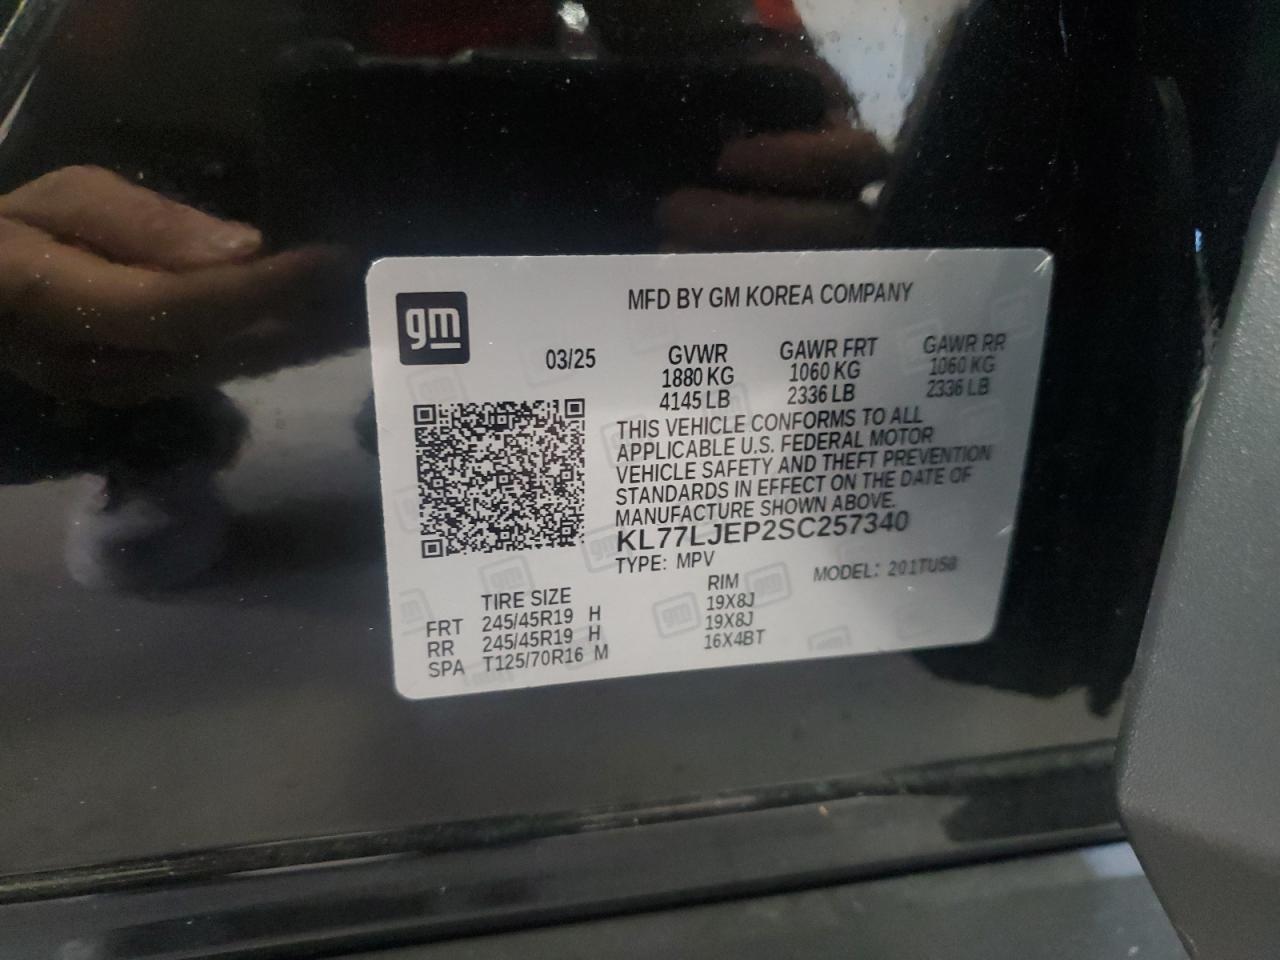 gm
MFD BY GM KOREA COMPANY
03/25 GVWR GAWR FRT GAWR RR
1880 KG 1060 KG 1060 KG
4145 LB 2336 LB 2336 LB
THIS VEHICLE CONFORMS TO ALL
APPLICABLE U.S. FEDERAL MOTOR
VEHICLE SAFETY AND THEFT PREVENTION
STANDARDS IN EFFECT ON THE DATE OF
MANUFACTURE SHOWN ABOVE.
KL77LJEP2SC257340
TYPE: MPV MODEL: 201TU58
TIRE SIZE RIM
FRT 245/45R19 H 19X8J
RR 245/45R19 H 19X8J
SPA T125/70R16 M 16X4BT